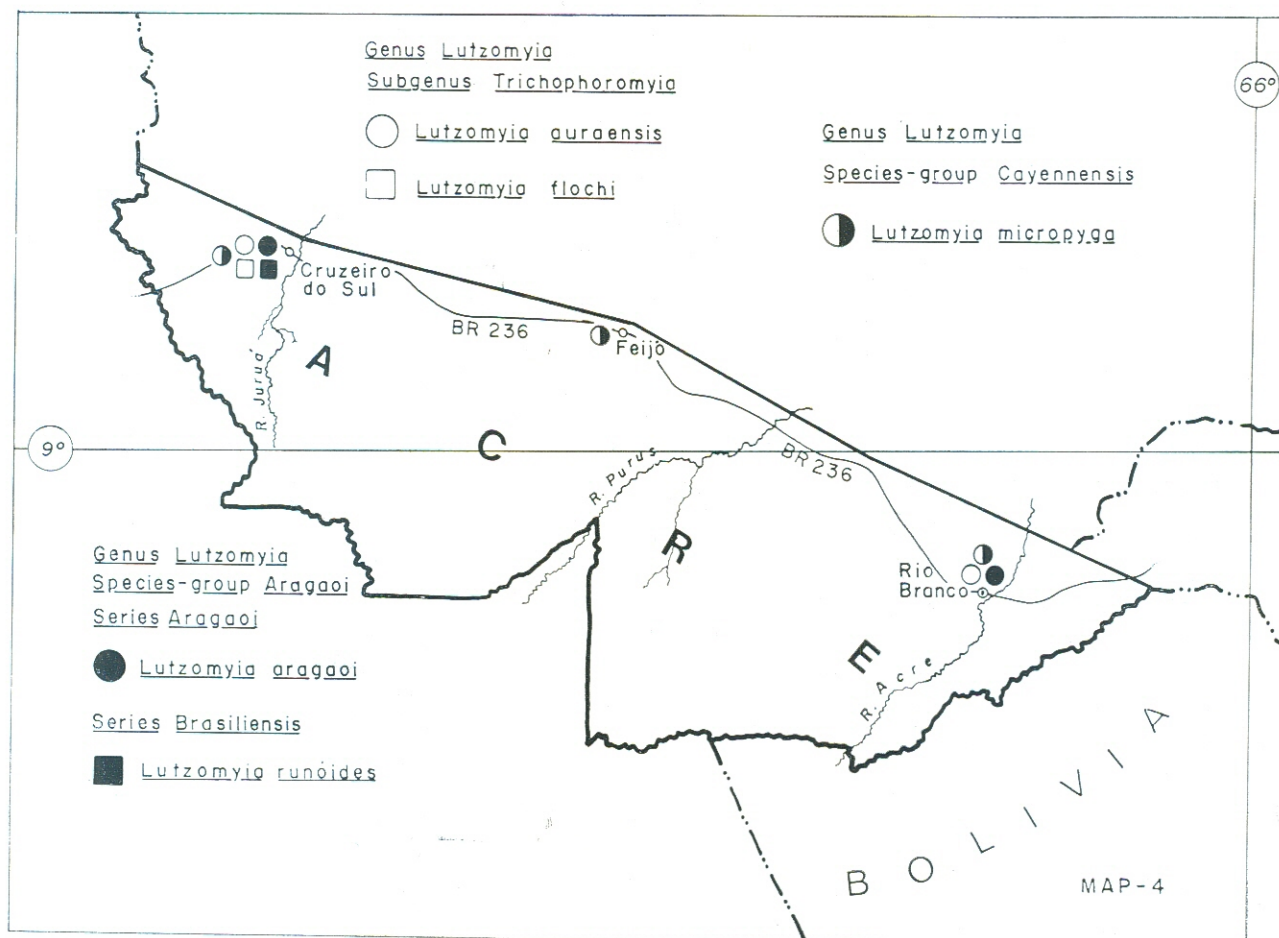 Genus Lutzomyia
Subgenus Trichophoromyia
Lutzomyia auraensis
Lutzomyia flochi
66°
Genus Lutzomyia
Species-group Cayennensis
Lutzomyia micropyga
Cruzeiro
do Sul
BR 236
Feijó
R. Juruá
A
C
R
E
9°
R. Purus
BR 236
Genus Lutzomyia
Species-group Aragaoi
Series Aragaoi
Lutzomyia aragaoi
Series Brasiliensis
Lutzomyia runóides
Rio
Branco
R. Acre
BOLIVIA
MAP-4